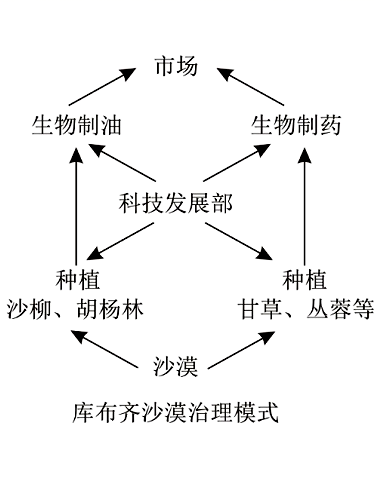 市场
生物制油
生物制药
科技发展部
种植
沙柳、胡杨林
种植
甘草、丛蓉等
沙漠
库布齐沙漠治理模式